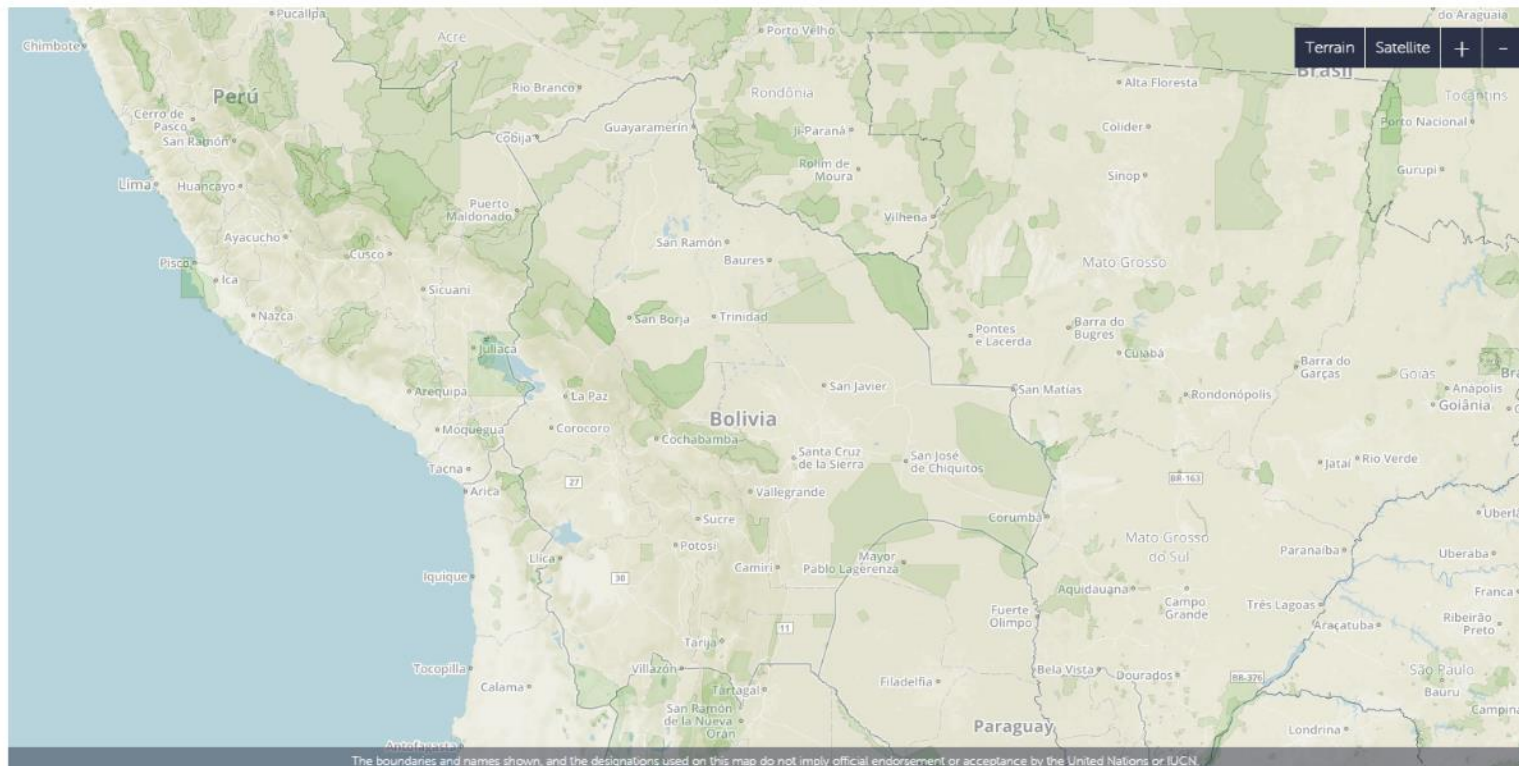 Pucallpa
do Araguaia
Chimbote
Acre
Porto Velho
Terrain Satellite + -
Brasil
Perú
Rio Branco
Rondônia
Alta Floresta
Tocantins
Cerro de
Pasco
San Ramón
Cobija
Guayaramerín
Ji-Paraná
Colíder
Porto Nacional
Lima
Huancayo
Rolim de
Moura
Sinop
Gurupi
Puerto
Maldonado
Vilhena
Ayacucho
Cusco
San Ramón
Baures
Mato Grosso
Pisco
Ica
Sicuani
Nazca
San Borja
Trinidad
Pontes
e Lacerda
Barra do
Bugres
Juliaca
Cuiabá
Barra do
Garças
Goiás
Bra
Arequipa
La Paz
San Javier
San Matías
Rondonópolis
Anápolis
Goiânia
Moquegua
Corocoro
Bolivia
Cochabamba
Tacna
Santa Cruz
de la Sierra
San José
de Chiquitos
Jataí
Rio Verde
Arica
27
Vallegrande
BR-163
Sucre
Corumbá
Uberlâ
Llica
Potosí
Mato Grosso
do Sul
Paranaíba
Uberaba
Iquique
30
Camiri
Mayor
Pablo Lagerenza
Aquidauana
Campo
Grande
Três Lagoas
Franca
Fuerte
Olimpo
Araçatuba
Ribeirão
Preto
11
Tarija
Tocopilla
Villazón
Bela Vista
Dourados
BR-376
São Paulo
Bauru
Calama
Tartagal
Filadelfia
Campina
San Ramón
de la Nueva
Orán
Paraguay
Londrina
Antofagasta
The boundaries and names shown, and the designations used on this map do not imply official endorsement or acceptance by the United Nations or IUCN.